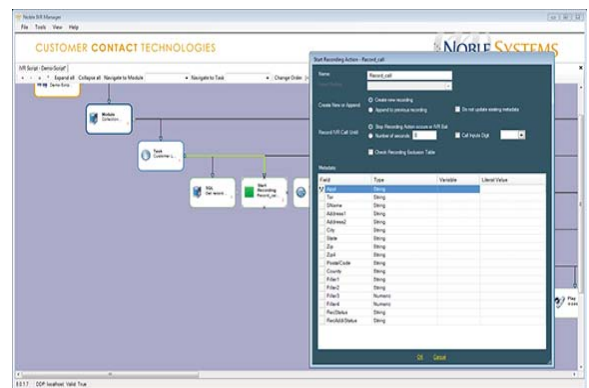 Noble IVR Manager
File Tools View Help
CUSTOMER CONTACT TECHNOLOGIES
NOBLE SYSTEMS
IVR Script - DemoScript*
Expand all Collapse all Navigate to Module
Navigate to Task
Change Order
Module
Collection...
Task
Customer L...
SQL
Start
Recording
Record_cal...
Play
Start Recording Action - Record_call
Name
Record_call
Create New or Append
Create new recording
Append to previous recording
Do not update existing metadata
Record IVR Call Until
Stop Recording Action occurs or IVR Exit
Number of seconds
Call Inputs Digit
Check Recording Exclusion Table
Metadata
Field Type Variable Literal Value
Appl String
Tsr String
String
Address1 String
Address2 String
City String
State String
Zip String
Zip4 String
PostalCode String
County String
Filler1 String
Filler2 String
Filler3 Numeric
Filler4 Numeric
RecStatus String
RecAddiStatus String
OK Cancel